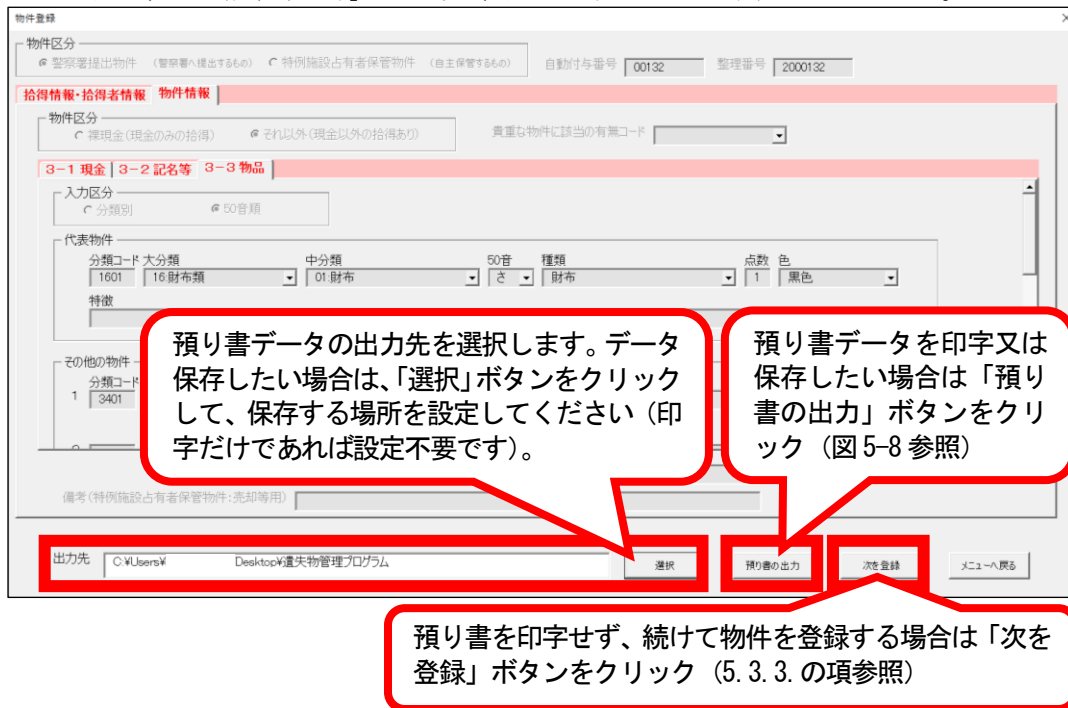 物件登録
物件区分
警察署提出物件 （警察署へ提出するもの） 特例施設占有者保管物件 （自主保管するもの） 自動付与番号 00132 整理番号 2000132
拾得情報・拾得者情報 物件情報
物件区分
裸現金(現金のみの拾得) それ以外(現金以外の拾得あり) 貴重な物件に該当の有無コード
3－1 現金 3－2 記名等 3－3 物品
入力区分
分類別 50音順
代表物件
分類コード 大分類 中分類 50音 種類 点数 色
1601 16:財布類 01:財布 さ 財布 1 黒色
特徴
その他の物件
分類コード
1 3401
預り書データの出力先を選択します。データ
保存したい場合は、「選択」ボタンをクリック
して、保存する場所を設定してください（印
字だけであれば設定不要です）。
預り書データを印字又は
保存したい場合は「預り
書の出力」ボタンをクリ
ック（図 5-8 参照）
備考(特例施設占有者保管物件:売却等用)
出力先 C:¥Users¥ Desktop¥遺失物管理プログラム 選択 預り書の出力 次を登録 メニューへ戻る
預り書を印字せず、続けて物件を登録する場合は「次を
登録」ボタンをクリック（5.3.3.の項参照）